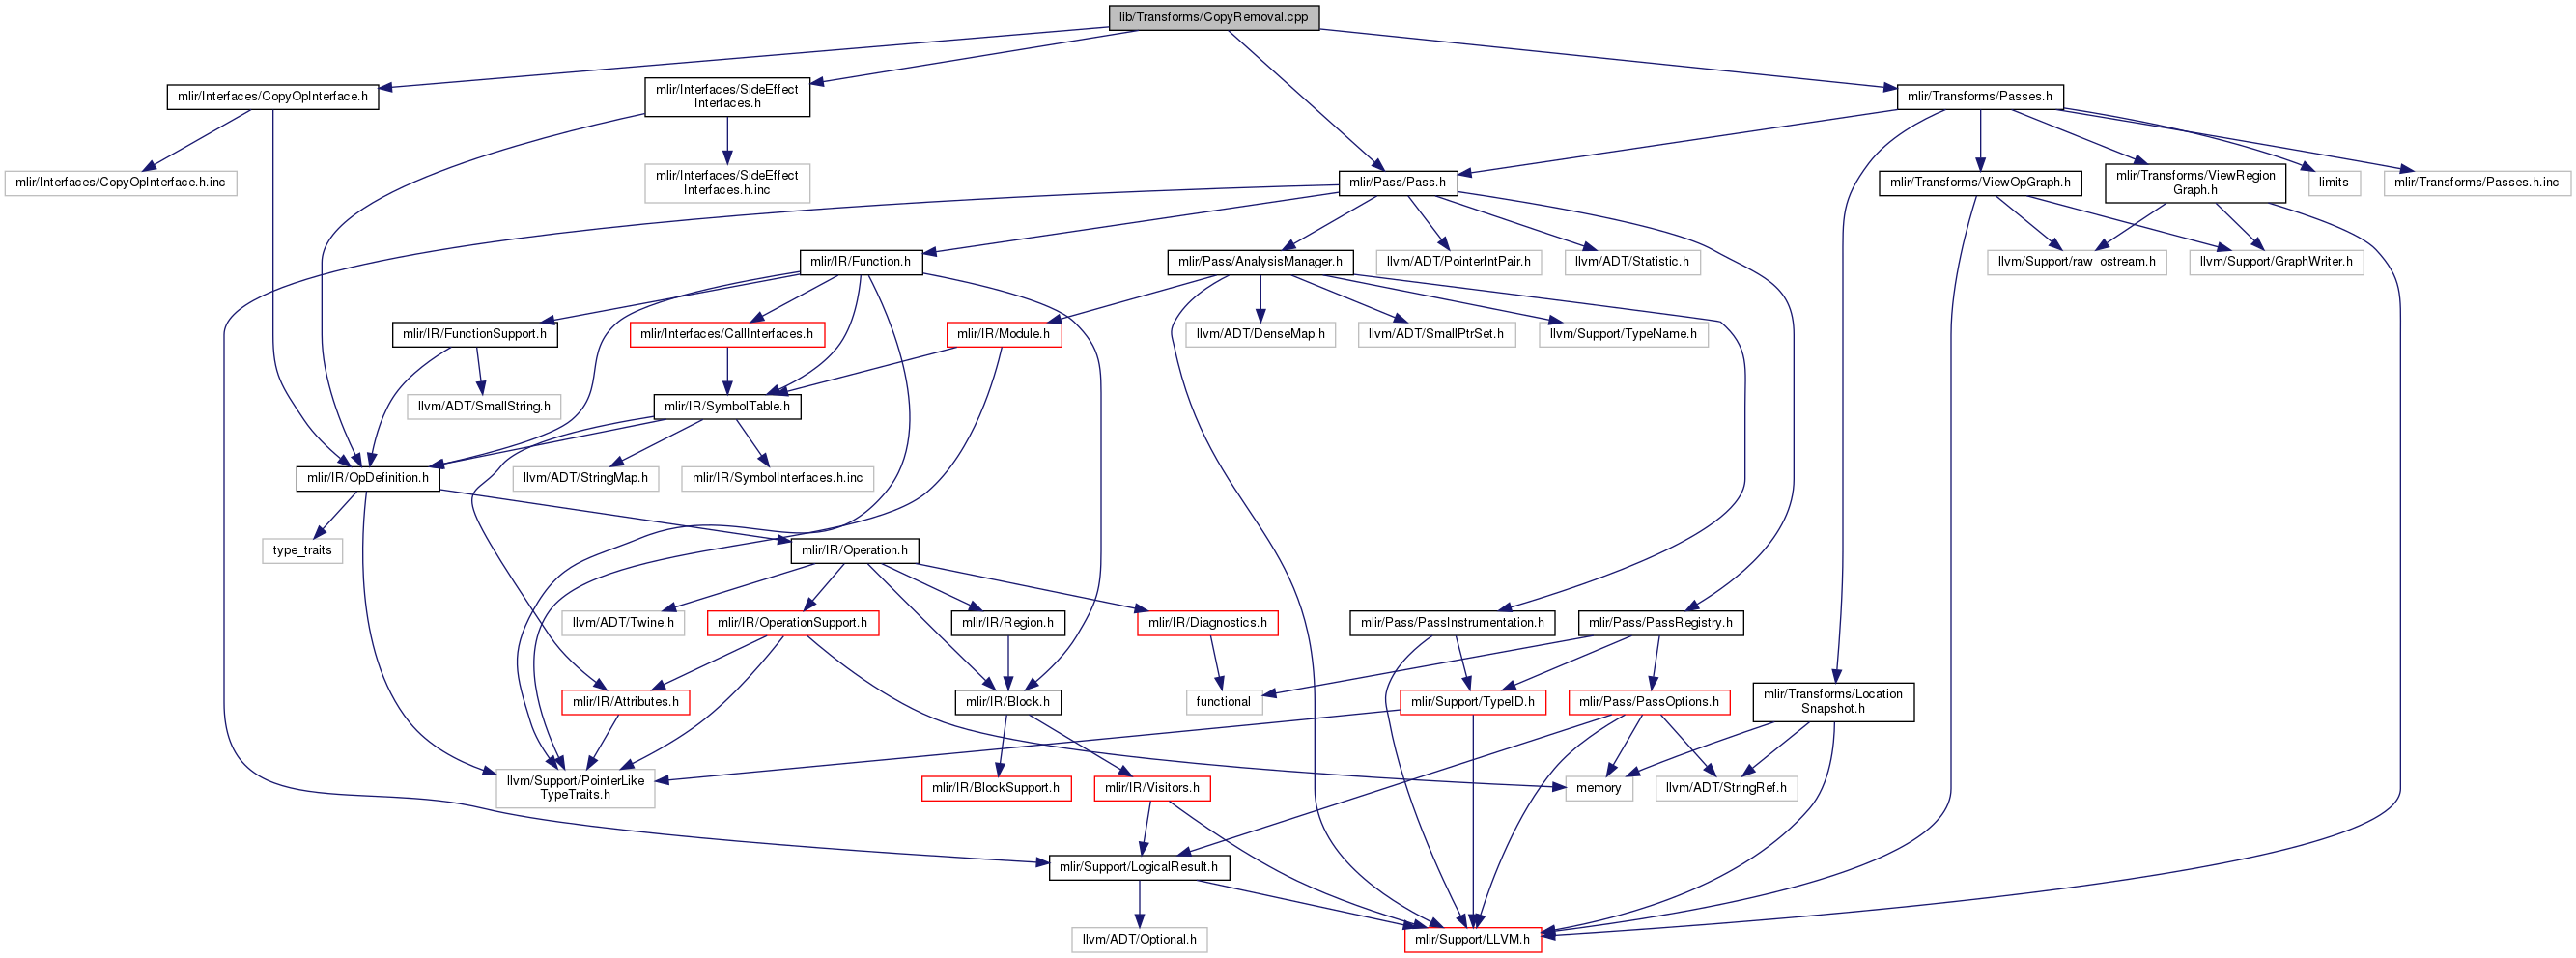 lib/Transforms/CopyRemoval.cpp
mlir/Interfaces/CopyOpInterface.h
mlir/Interfaces/SideEffect
Interfaces.h
mlir/Transforms/Passes.h
mlir/Interfaces/CopyOpInterface.h.inc
mlir/Interfaces/SideEffect
Interfaces.h.inc
mlir/Pass/Pass.h
mlir/Transforms/ViewOpGraph.h
mlir/Transforms/ViewRegion
Graph.h
limits
mlir/Transforms/Passes.h.inc
mlir/IR/Function.h
mlir/Pass/AnalysisManager.h
llvm/ADT/PointerIntPair.h
llvm/ADT/Statistic.h
llvm/Support/raw_ostream.h
llvm/Support/GraphWriter.h
mlir/IR/FunctionSupport.h
mlir/Interfaces/CallInterfaces.h
mlir/IR/Module.h
llvm/ADT/DenseMap.h
llvm/ADT/SmallPtrSet.h
llvm/Support/TypeName.h
llvm/ADT/SmallString.h
mlir/IR/SymbolTable.h
mlir/IR/OpDefinition.h
llvm/ADT/StringMap.h
mlir/IR/SymbolInterfaces.h.inc
type_traits
mlir/IR/Operation.h
llvm/ADT/Twine.h
mlir/IR/OperationSupport.h
mlir/IR/Region.h
mlir/IR/Diagnostics.h
mlir/Pass/PassInstrumentation.h
mlir/Pass/PassRegistry.h
mlir/IR/Attributes.h
mlir/IR/Block.h
functional
mlir/Support/TypeID.h
mlir/Pass/PassOptions.h
mlir/Transforms/Location
Snapshot.h
llvm/Support/PointerLike
TypeTraits.h
mlir/IR/BlockSupport.h
mlir/IR/Visitors.h
memory
llvm/ADT/StringRef.h
mlir/Support/LogicalResult.h
llvm/ADT/Optional.h
mlir/Support/LLVM.h